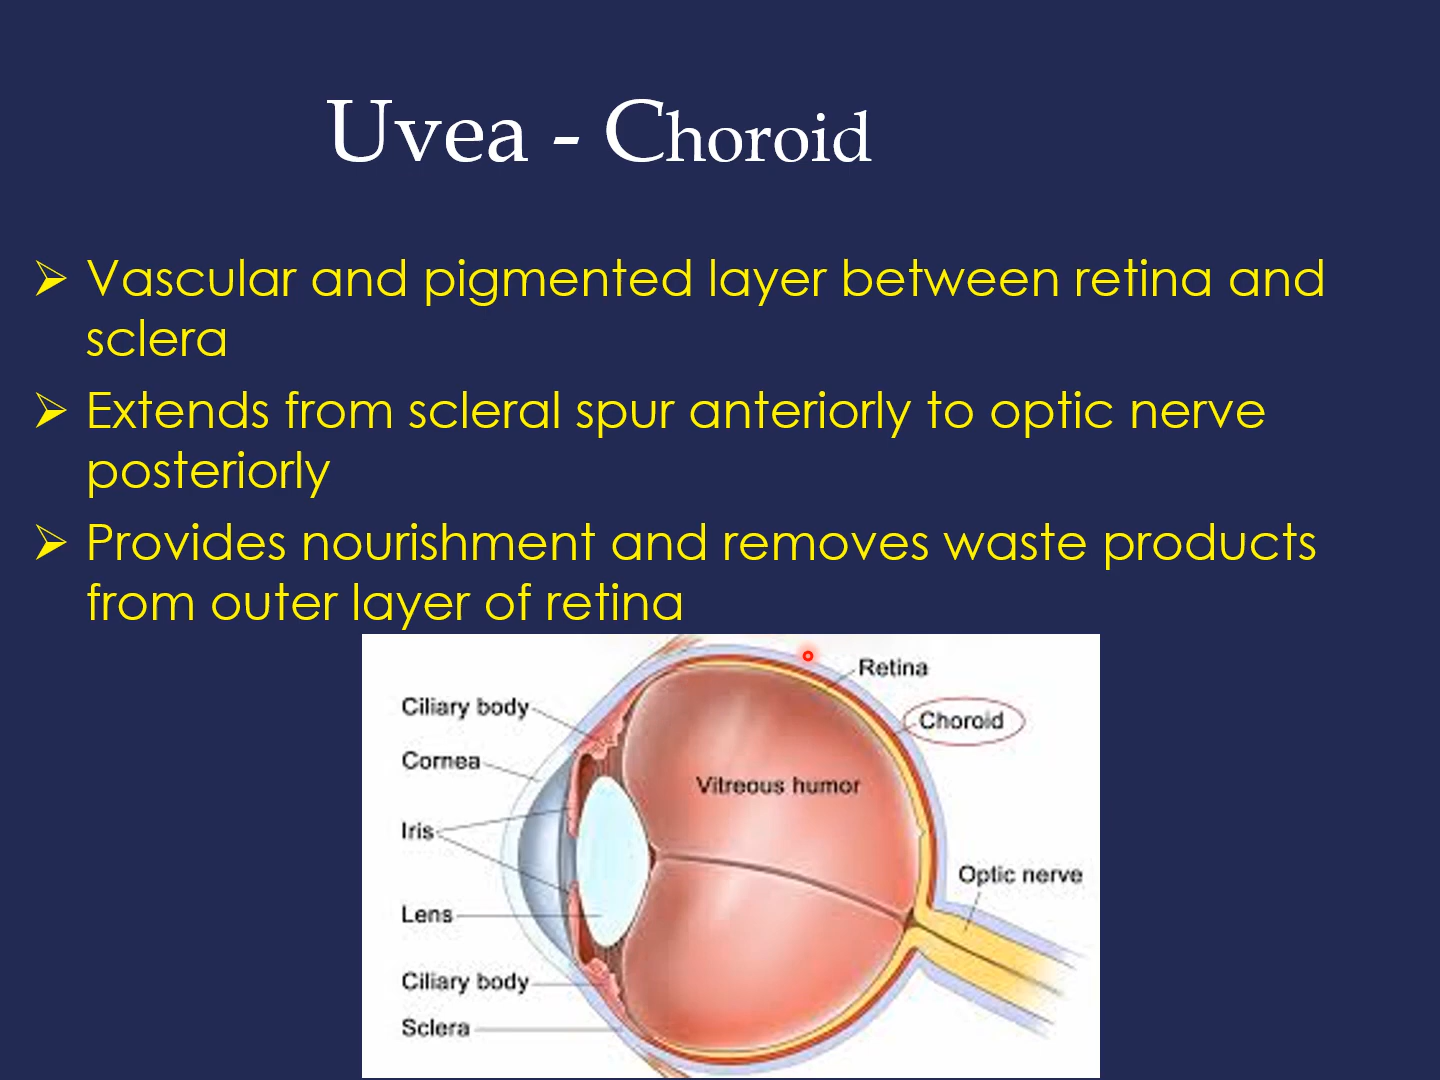 Uvea - Choroid
➢ Vascular and pigmented layer between retina and
sclera
➢ Extends from scleral spur anteriorly to optic nerve
posteriorly
➢ Provides nourishment and removes waste products
from outer layer of retina
Retina
Ciliary body
Choroid
Cornea
Vitreous humor
Iris
Optic nerve
Lens
Ciliary body
Sclera